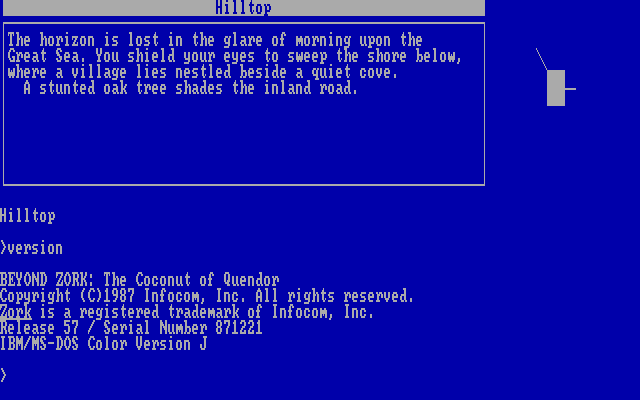 Hilltop
The horizon is lost in the glare of morning upon the
Great Sea. You shield your eyes to sweep the shore below,
where a village lies nestled beside a quiet cove.
A stunted oak tree shades the inland road.
Hilltop
>version
BEYOND ZORK: The Coconut of Quendor
Copyright (C)1987 Infocom, Inc. All rights reserved.
Zork is a registered trademark of Infocom, Inc.
Release 57 / Serial Number 871221
IBM/MS-DOS Color Version J
>